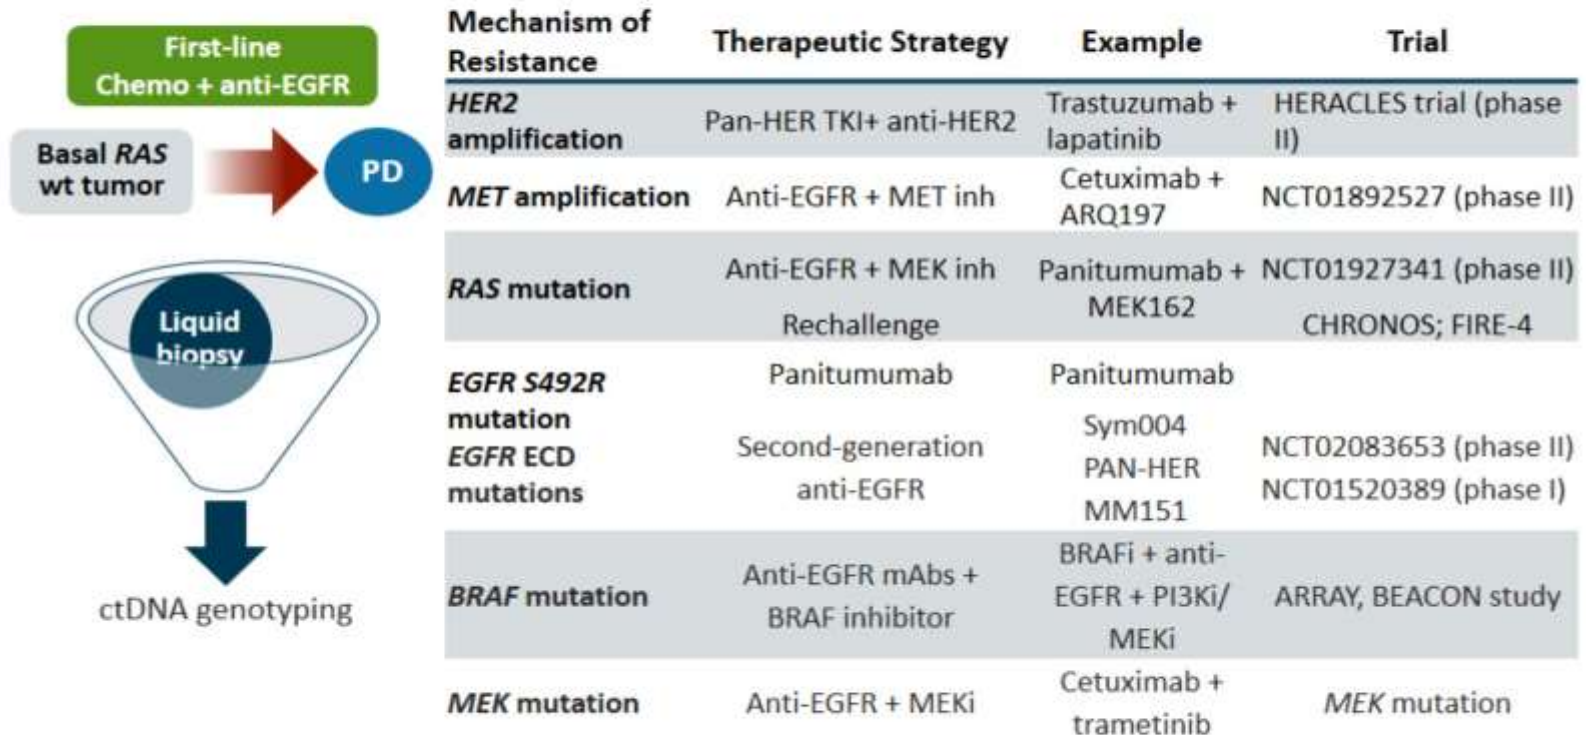 First-line
Chemo + anti-EGFR
Basal RAS
wt tumor
PD
Liquid
biopsy
ctDNA genotyping
Mechanism of
Resistance
Therapeutic Strategy
Example
Trial
HER2
amplification
Pan-HER TKI+ anti-HER2
Trastuzumab +
lapatinib
HERACLES trial (phase
II)
MET amplification
Anti-EGFR + MET inh
Cetuximab +
ARQ197
NCT01892527 (phase II)
RAS mutation
Anti-EGFR + MEK inh
Rechallenge
Panitumumab +
MEK162
NCT01927341 (phase II)
CHRONOS; FIRE-4
EGFR S492R
mutation
EGFR ECD
mutations
Panitumumab
Second-generation
anti-EGFR
Panitumumab
Sym004
PAN-HER
MM151
NCT02083653 (phase II)
NCT01520389 (phase I)
BRAF mutation
Anti-EGFR mAbs +
BRAF inhibitor
BRAFi + anti-
EGFR + PI3Ki/
MEKi
ARRAY, BEACON study
MEK mutation
Anti-EGFR + MEKi
Cetuximab +
trametinib
MEK mutation